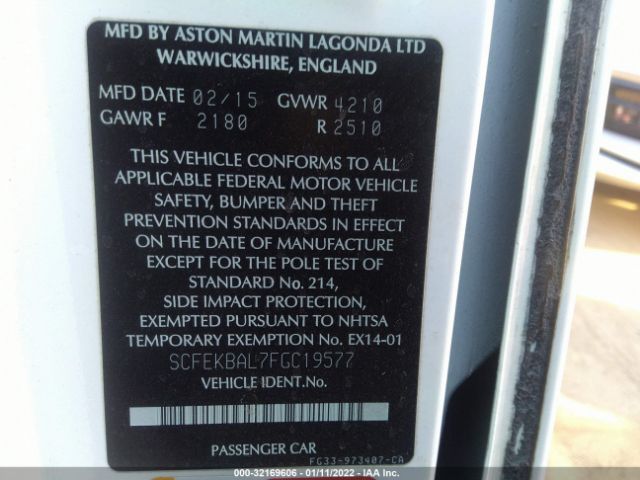 MFD BY ASTON MARTIN LAGONDA LTD
WARWICKSHIRE, ENGLAND
MFD DATE 02/15 GVWR 4210
GAWR F 2180 R 2510
THIS VEHICLE CONFORMS TO ALL
APPLICABLE FEDERAL MOTOR VEHICLE
SAFETY, BUMPER AND THEFT
PREVENTION STANDARDS IN EFFECT
ON THE DATE OF MANUFACTURE
EXCEPT FOR THE POLE TEST OF
STANDARD No. 214,
SIDE IMPACT PROTECTION,
EXEMPTED PURSUANT TO NHTSA
TEMPORARY EXEMPTION No. EX14-01
SCFEKBAL7FGC19577
VEHICLE IDENT.No.
PASSENGER CAR
FG33-973407-CA
000-32169606 - 01/11/2022 - IAA Inc.